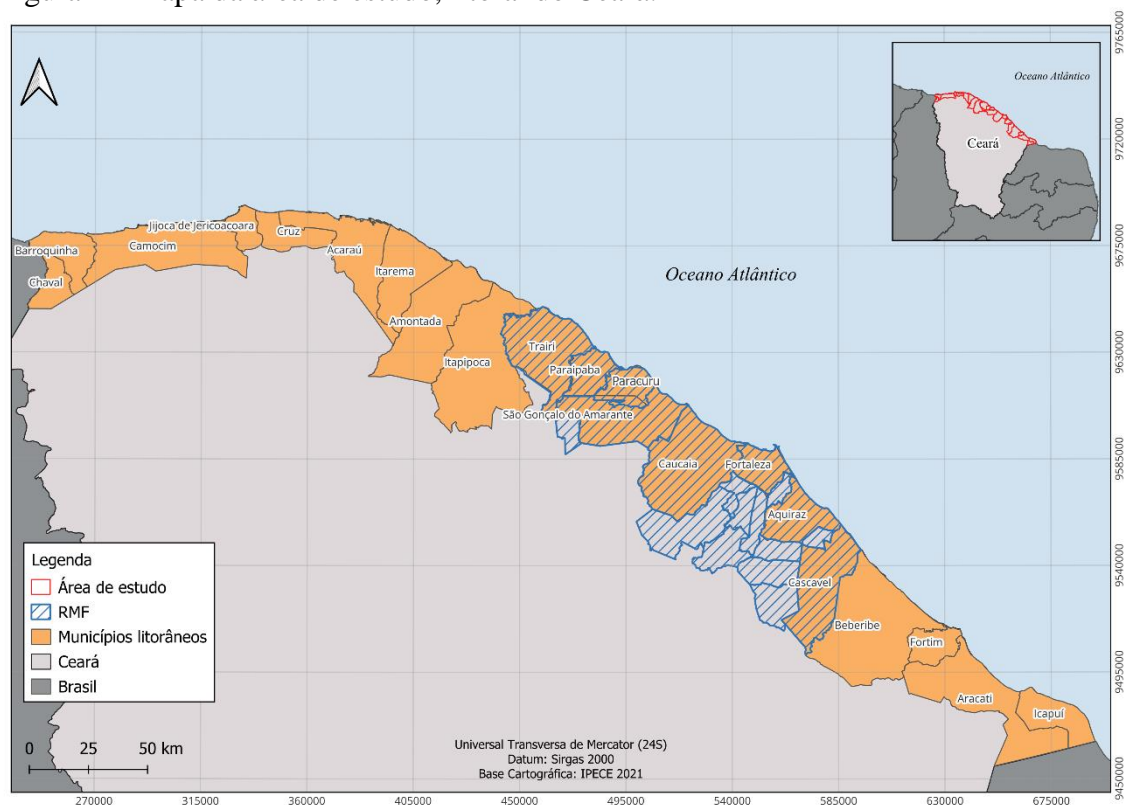 Oceano Atlântico
Ceará
Jijoca de Jericoacoara
Cruz
Barroquinha
Camocim
Acaraú
Chaval
Itarema
Oceano Atlântico
Amontada
Itapipoca
Trairí
Paraipaba
Paracuru
São Gonçalo do Amarante
Caucaia
Fortaleza
Aquiraz
Cascavel
Beberibe
Fortim
Aracati
Icapuí
Legenda
Área de estudo
RMF
Municípios litorâneos
Ceará
Brasil
0 25 50 km
Universal Transversa de Mercator (24S)
Datum: Sirgas 2000
Base Cartográfica: IPECE 2021
270000 315000 360000 405000 450000 495000 540000 585000 630000 675000
9765000
9720000
9675000
9630000
9585000
9540000
9495000
9450000